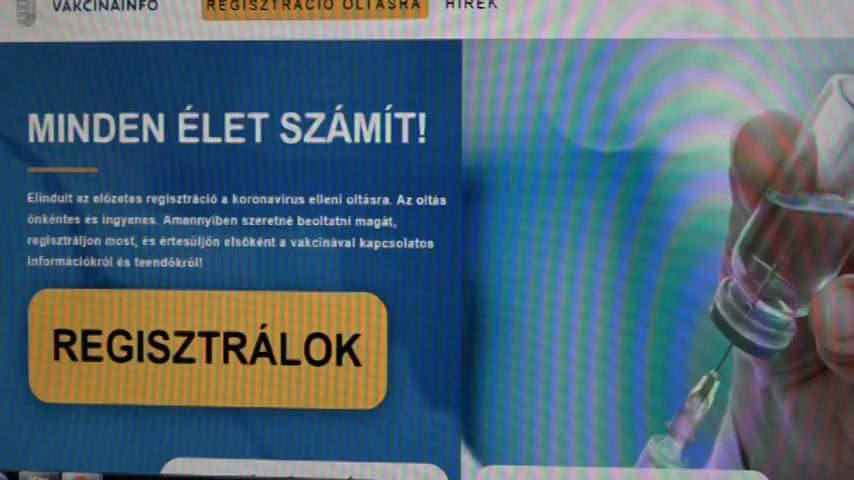 VAKCINAINFO
REGISZTRÁCIÓ OLTÁSRA
HÍREK
MINDEN ÉLET SZÁMÍT!
Elindult az előzetes regisztráció a koronavírus elleni oltásra. Az oltás
önkéntes és ingyenes. Amennyiben szeretné beoltatni magát,
regisztráljon most, és értesüljön elsőként a vakcinával kapcsolatos
információkról és teendőkről!
REGISZTRÁLOK